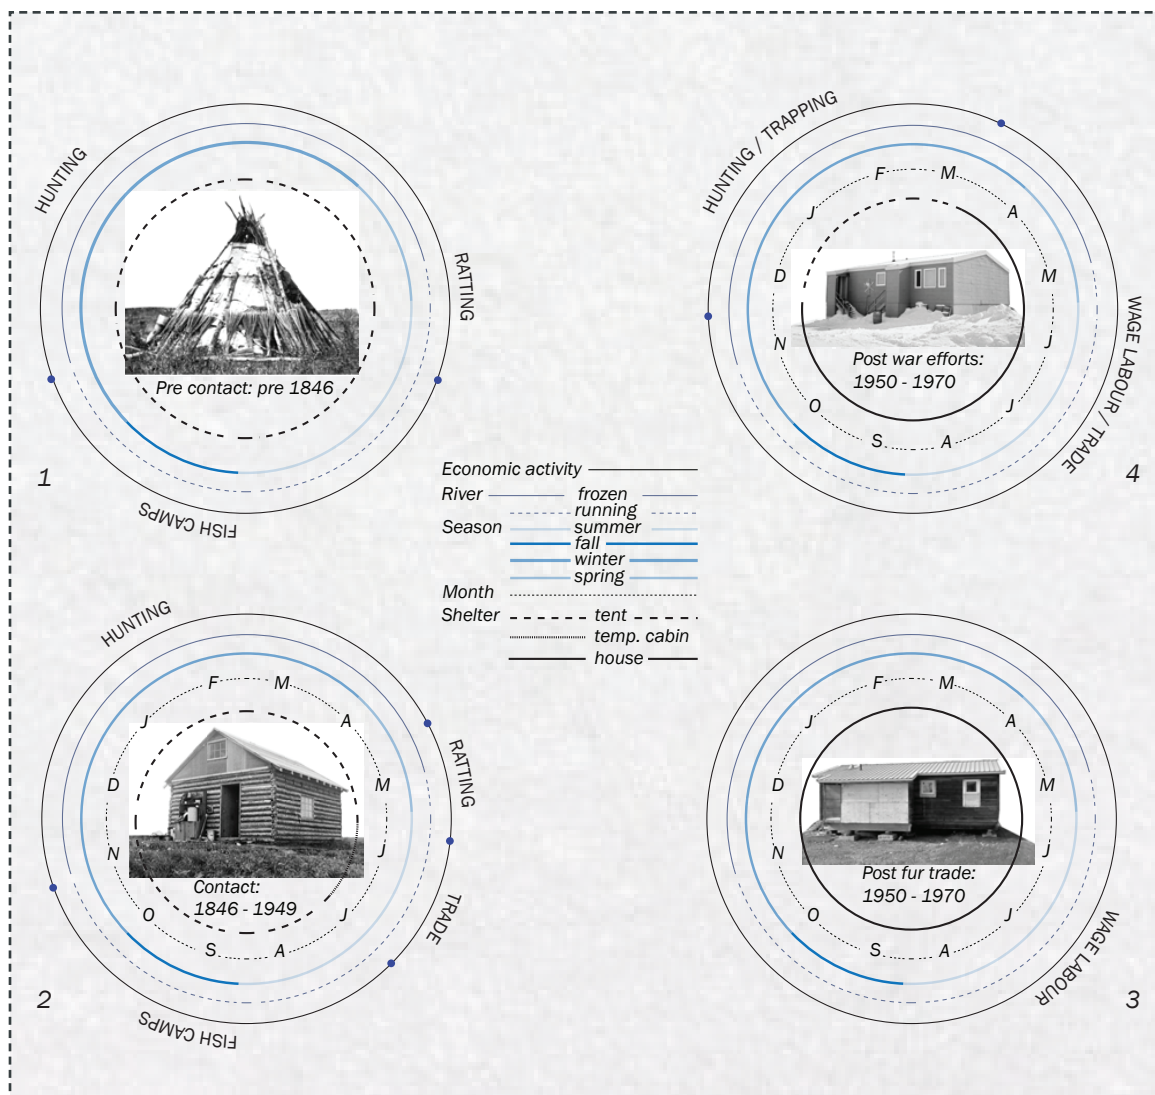 HUNTING
RATTING
FISH CAMPS
Pre contact: pre 1846
1
HUNTING / TRAPPING
WAGE LABOUR / TRADE
F
M
A
M
J
J
A
S
O
N
D
J
Post war efforts:
1950 - 1970
4
Economic activity
River
frozen
running
Season
summer
fall
winter
spring
Month
Shelter
tent
temp. cabin
house
HUNTING
RATTING
TRADE
FISH CAMPS
F
M
A
M
J
J
A
S
O
N
D
J
Contact:
1846 - 1949
2
WAGE LABOUR
F
M
A
M
J
J
A
S
O
N
D
J
Post fur trade:
1950 - 1970
3